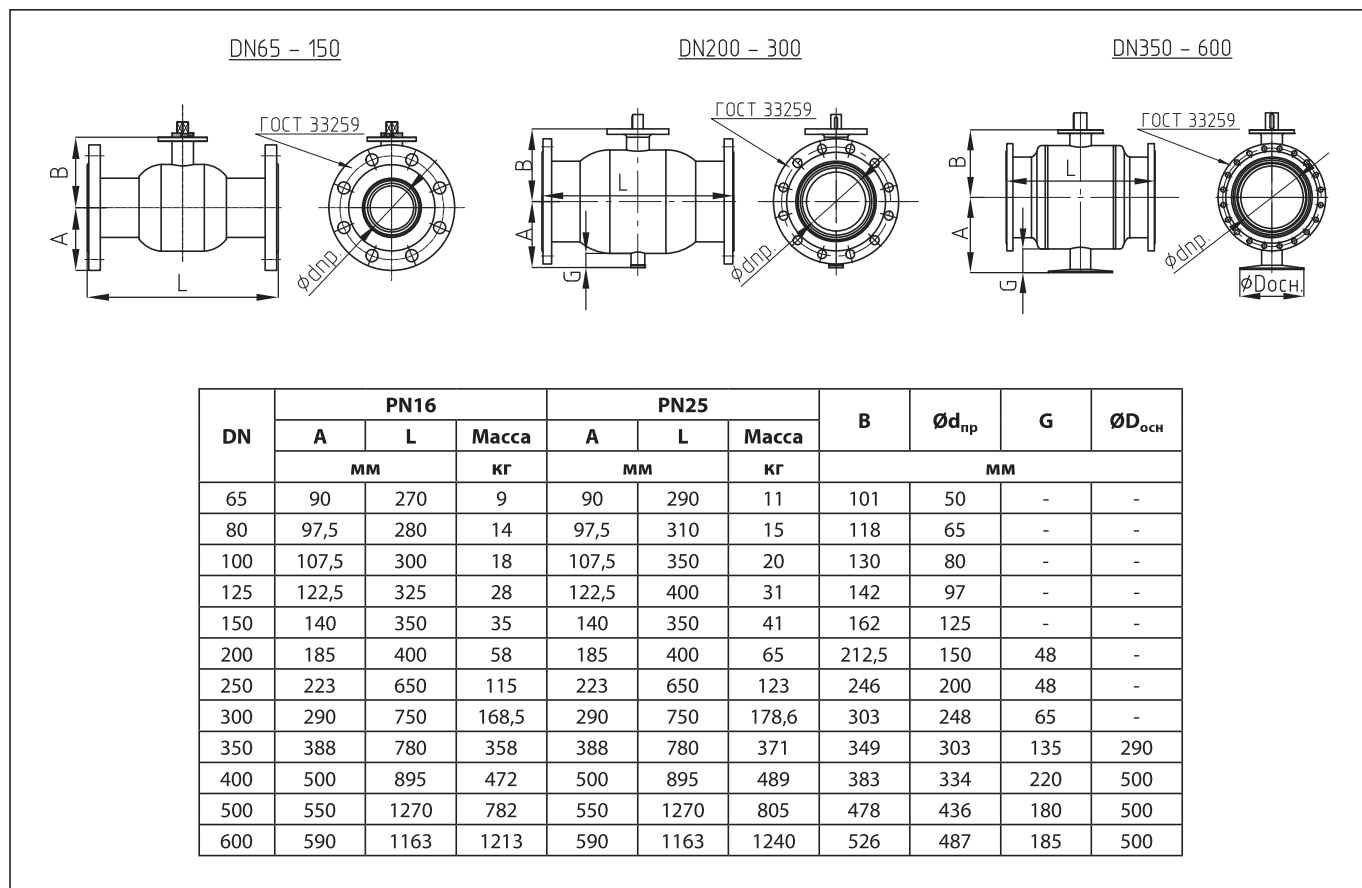 DN65 – 150
DN200 – 300
DN350 – 600
ГОСТ 33259
B
A
L
Ødпр.
ГОСТ 33259
B
A
L
G
Ødпр.
ГОСТ 33259
B
A
L
G
Ødпр.
ØDосн.
DN PN16 PN25 B Ødпр G ØDосн
A L Масса A L Масса
мм кг мм кг мм
65 90 270 9 90 290 11 101 50 - -
80 97,5 280 14 97,5 310 15 118 65 - -
100 107,5 300 18 107,5 350 20 130 80 - -
125 122,5 325 28 122,5 400 31 142 97 - -
150 140 350 35 140 350 41 162 125 - -
200 185 400 58 185 400 65 212,5 150 48 -
250 223 650 115 223 650 123 246 200 48 -
300 290 750 168,5 290 750 178,6 303 248 65 -
350 388 780 358 388 780 371 349 303 135 290
400 500 895 472 500 895 489 383 334 220 500
500 550 1270 782 550 1270 805 478 436 180 500
600 590 1163 1213 590 1163 1240 526 487 185 500